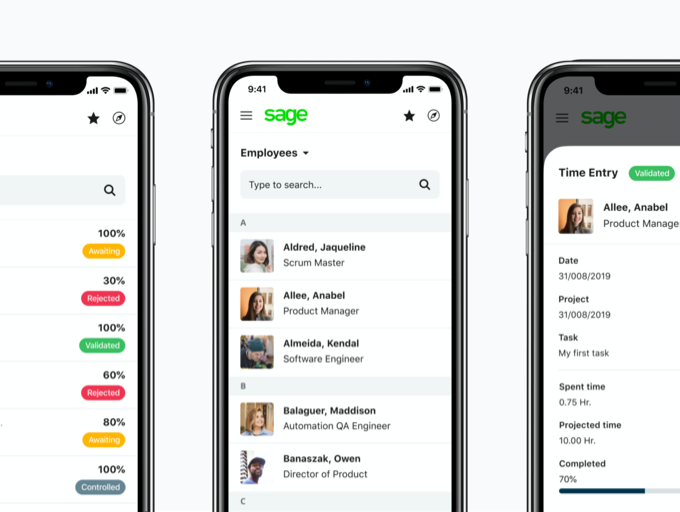 100%
Awaiting
30%
Rejected
100%
Validated
60%
Rejected
80%
Awaiting
100%
Controlled
9:41
sage
Employees
Type to search...
A
Aldred, Jaqueline
Scrum Master
Allee, Anabel
Product Manager
Almeida, Kendal
Software Engineer
B
Balaguer, Maddison
Automation QA Engineer
Banaszak, Owen
Director of Product
C
9:41
sage
Time Entry Validated
Allee, Anabel
Product Manage
Date
31/008/2019
Project
31/008/2019
Task
My first task
Spent time
0.75 Hr.
Projected time
10.00 Hr.
Completed
70%